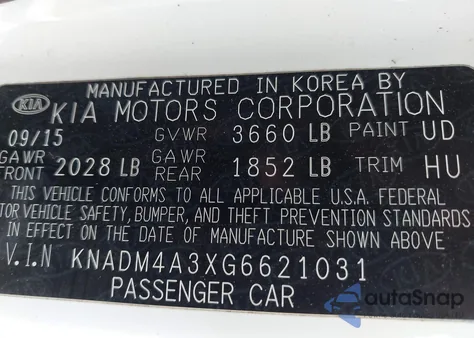 MANUFACTURED IN KOREA BY
KIA KIA MOTORS CORPORATION
09/15 GVWR 3660 LB PAINT UD
GAWR FRONT 2028 LB GAWR REAR 1852 LB TRIM HU
THIS VEHICLE CONFORMS TO ALL APPLICABLE U.S.A. FEDERAL
MOTOR VEHICLE SAFETY, BUMPER, AND THEFT PREVENTION STANDARDS
IN EFFECT ON THE DATE OF MANUFACTURE SHOWN ABOVE
V.I.N KNADM4A3XG6621031
PASSENGER CAR
autoSnap